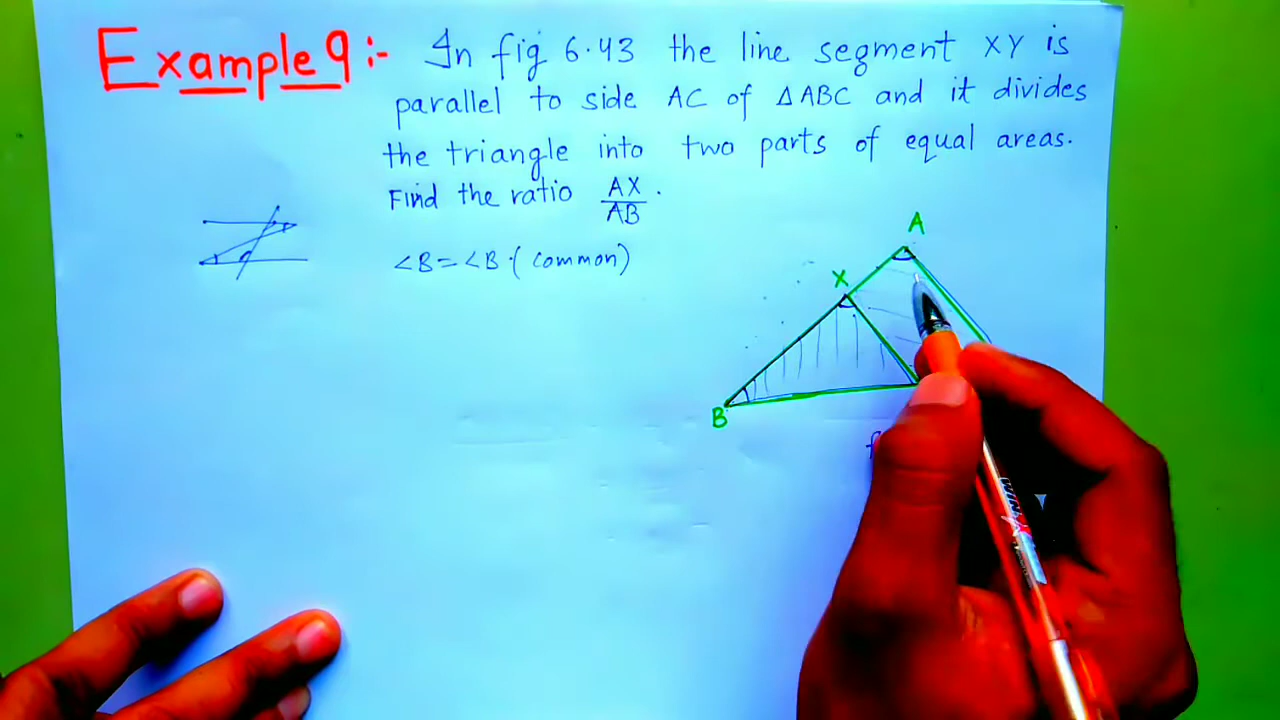 Example 9:- In fig 6.43 the line segment XY is
parallel to side AC of △ABC and it divides
the triangle into two parts of equal areas.
Find the ratio AX/AB.
∠B=∠B (common)
A
X
B